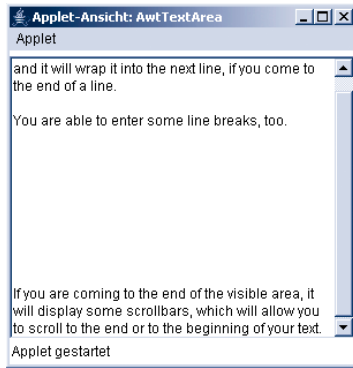 Applet-Ansicht: AwtTextArea
Applet
and it will wrap it into the next line, if you come to
the end of a line.
You are able to enter some line breaks, too.
If you are coming to the end of the visible area, it
will display some scrollbars, which will allow you
to scroll to the end or to the beginning of your text.
Applet gestartet